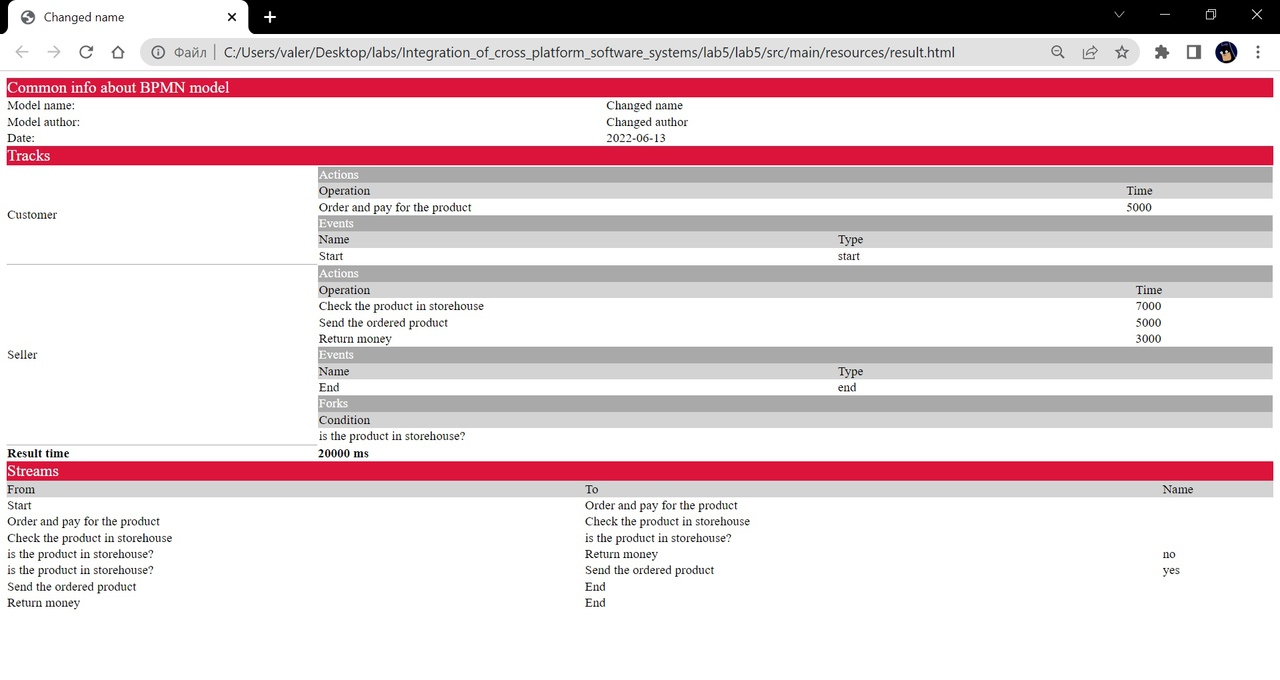 Changed name
Файл C:/Users/valer/Desktop/labs/Integration_of_cross_platform_software_systems/lab5/lab5/src/main/resources/result.html
Common info about BPMN model
Model name: Changed name
Model author: Changed author
Date: 2022-06-13
Tracks
Customer
Actions
Operation Time
Order and pay for the product 5000
Events
Name Type
Start start
Seller
Actions
Operation Time
Check the product in storehouse 7000
Send the ordered product 5000
Return money 3000
Events
Name Type
End end
Forks
Condition
is the product in storehouse?
Result time 20000 ms
Streams
From To Name
Start Order and pay for the product
Order and pay for the product Check the product in storehouse
Check the product in storehouse is the product in storehouse?
is the product in storehouse? Return money no
is the product in storehouse? Send the ordered product yes
Send the ordered product End
Return money End